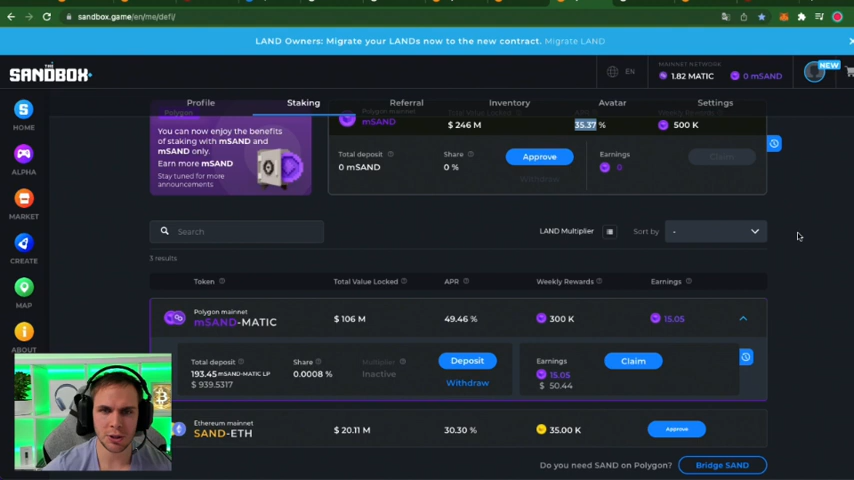 sandbox.game/en/me/defi/
LAND Owners: Migrate your LANDs now to the new contract. Migrate LAND
THE SANDBOX
EN
MAINNET NETWORK
1.82 MATIC
0 mSAND
NEW
Profile
Staking
Referral
Inventory
Avatar
Settings
HOME
ALPHA
MARKET
CREATE
MAP
ABOUT
Polygon
You can now enjoy the benefits
of staking with mSAND and
mSAND only.
Earn more mSAND
Stay tuned for more
announcements.
mSAND
$ 246 M
35.37 %
500 K
Total deposit
0 mSAND
Share
0 %
Approve
Withdraw
Earnings
0
Claim
Search
LAND Multiplier
Sort by
-
3 results
Token
Total Value Locked
APR
Weekly Rewards
Earnings
Polygon mainnet
mSAND-MATIC
$ 106 M
49.46 %
300 K
15.05
Total deposit
193.45 mSAND-MATIC LP
$ 939.5317
Share
0.0008 %
Multiplier
Inactive
Deposit
Withdraw
Earnings
15.05
$ 50.44
Claim
Ethereum mainnet
SAND-ETH
$ 20.11 M
30.30 %
35.00 K
Approve
Do you need SAND on Polygon?
Bridge SAND